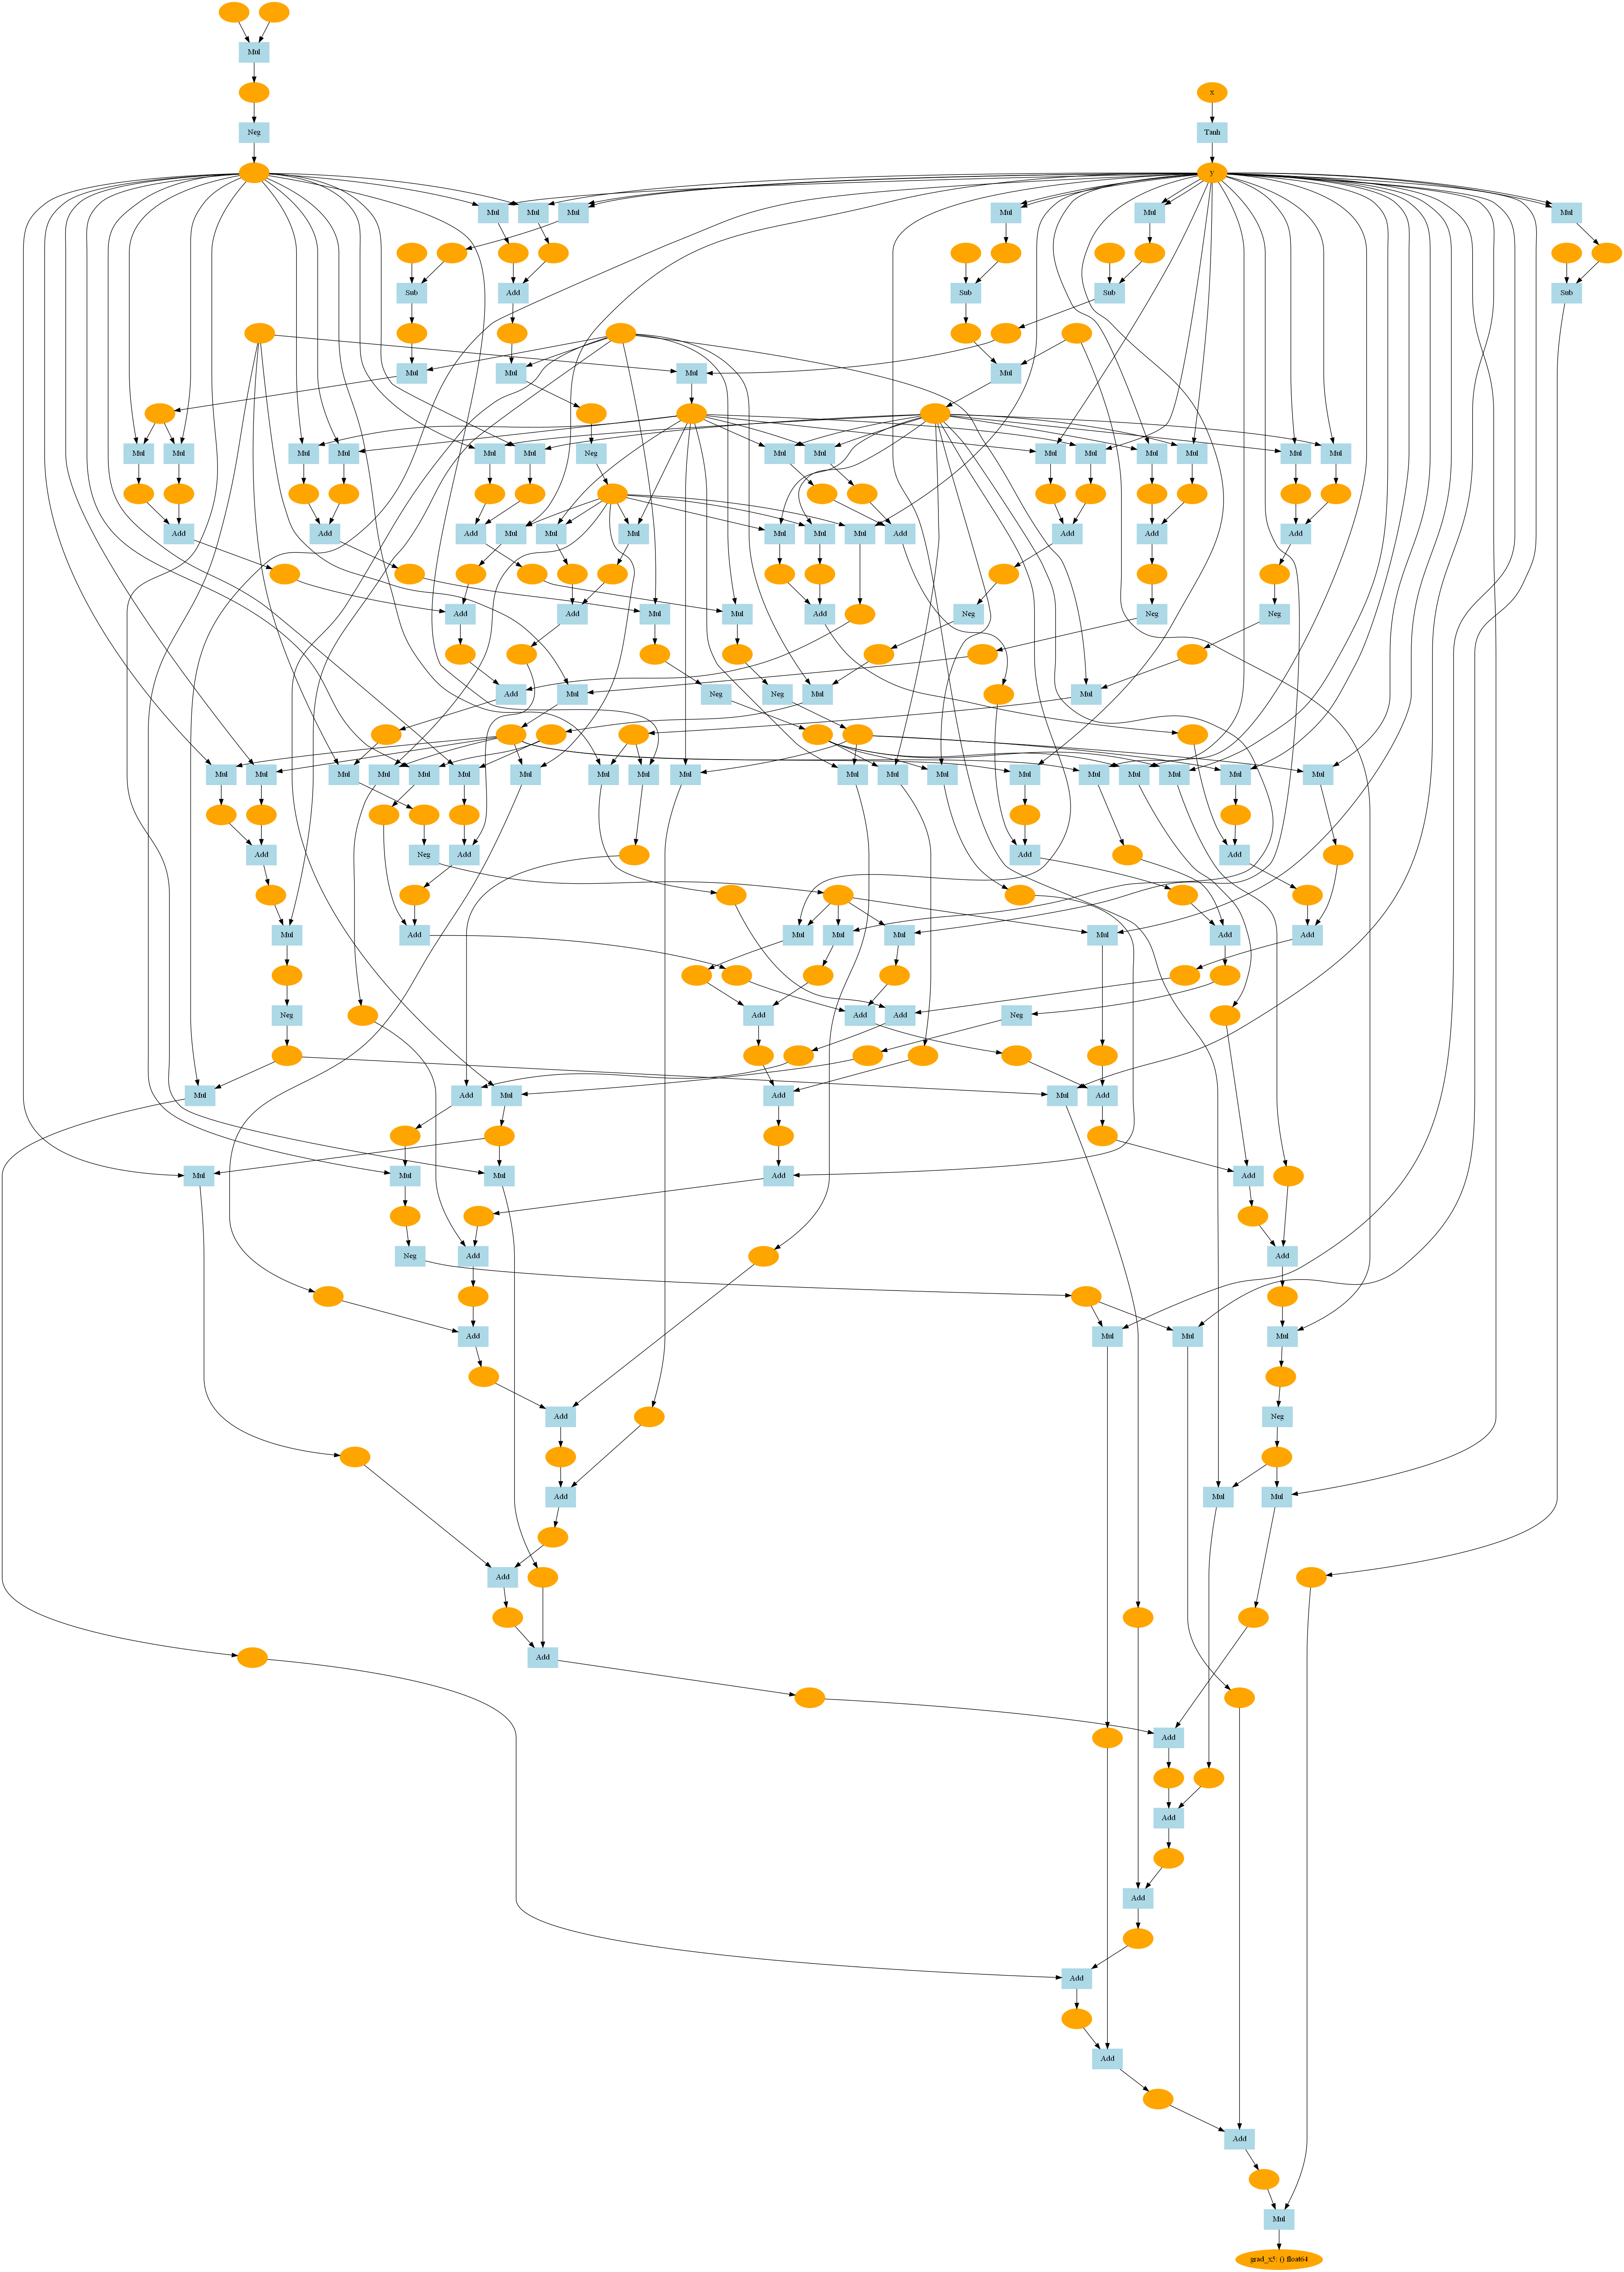 Mul
x
Neg Tanh
y
Mul Mul Mul Mul Mul Mul
Sub Add Sub Sub Sub
Mul Mul Mul Mul
Mul Mul Mul Mul Mul Mul Neg Mul Mul Mul Mul Mul Mul Mul Mul
Add Add Add Mul Mul Mul Mul Mul Mul Add Add Add Add
Add Add Mul Mul Add Neg Neg Neg
Add Mul Neg Neg Mul Mul
Mul Mul Mul Mul Mul Mul Mul Mul Mul Mul Mul Mul Mul Mul Mul Mul Mul Mul Mul
Add Neg Add Add Add
Mul Add Mul Mul Mul Mul Add Add
Neg Add Add Add Neg
Mul Add Mul Add Mul Add
Mul Mul Mul Add Add
Neg Add Add
Add Mul Mul Mul
Add Neg
Add Mul Mul
Add
Add
Add
Add
Add
Add
Add
Add
Mul
grad_x5: () float64